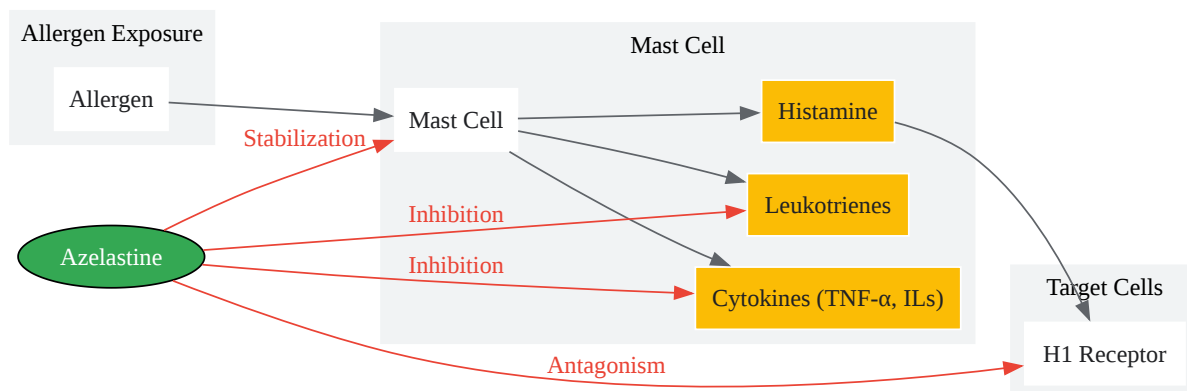 Allergen Exposure
Allergen
Mast Cell
Mast Cell
Histamine
Leukotrienes
Cytokines (TNF-α, ILs)
Stabilization
Inhibition
Inhibition
Azelastine
Antagonism
Target Cells
H1 Receptor